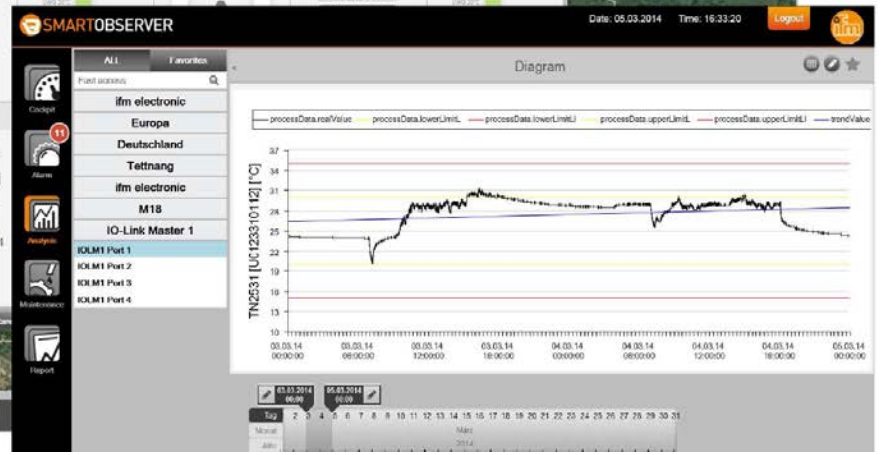 SMARTOBSERVER
Date: 05.03.2014 Time: 16:33:20
Logout
ifm
ALL Favorites
Diagram
Cockpit
11
Alarm
Analysis
Maintenance
Report
ifm electronic
Europa
Deutschland
Tettnang
ifm electronic
M18
IO-Link Master 1
IOLM1 Port 1
IOLM1 Port 2
IOLM1 Port 3
IOLM1 Port 4
processData.realValue processData.lowerLimitL processData.lowerLimitLl processData.upperLimitL processData.upperLimitLl trendValue
TN2531 [U01233310112] [°C]
37
34
31
28
25
22
19
16
13
10
03.03.14 03.03.14 03.03.14 03.03.14 04.03.14 04.03.14 04.03.14 04.03.14 05.03.14
00:00:00 06:00:00 12:00:00 18:00:00 00:00:00 06:00:00 12:00:00 18:00:00 00:00:00
03.03.2014 05.03.2014
00:00 00:00
Tag 2 3 4 5 6 7 8 9 10 11 12 13 14 15 16 17 18 19 20 21 22 23 24 25 26 27 28 29 30 31
Monat März
Jahr 2014